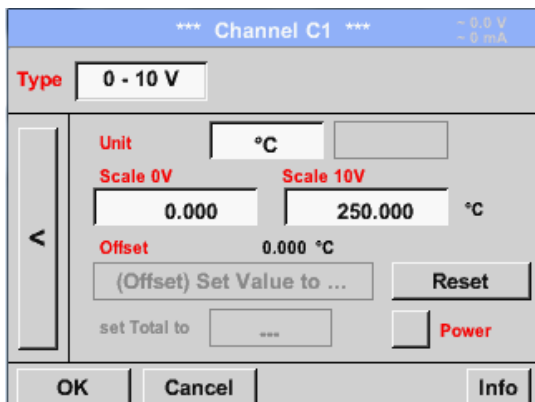 *** Channel C1 ***
~ 0.0 V
~ 0 mA
Type
0 - 10 V
Unit
°C
Scale 0V
Scale 10V
0.000
250.000
°C
<
Offset
0.000 °C
(Offset) Set Value to ...
Reset
set Total to
---
Power
OK
Cancel
Info